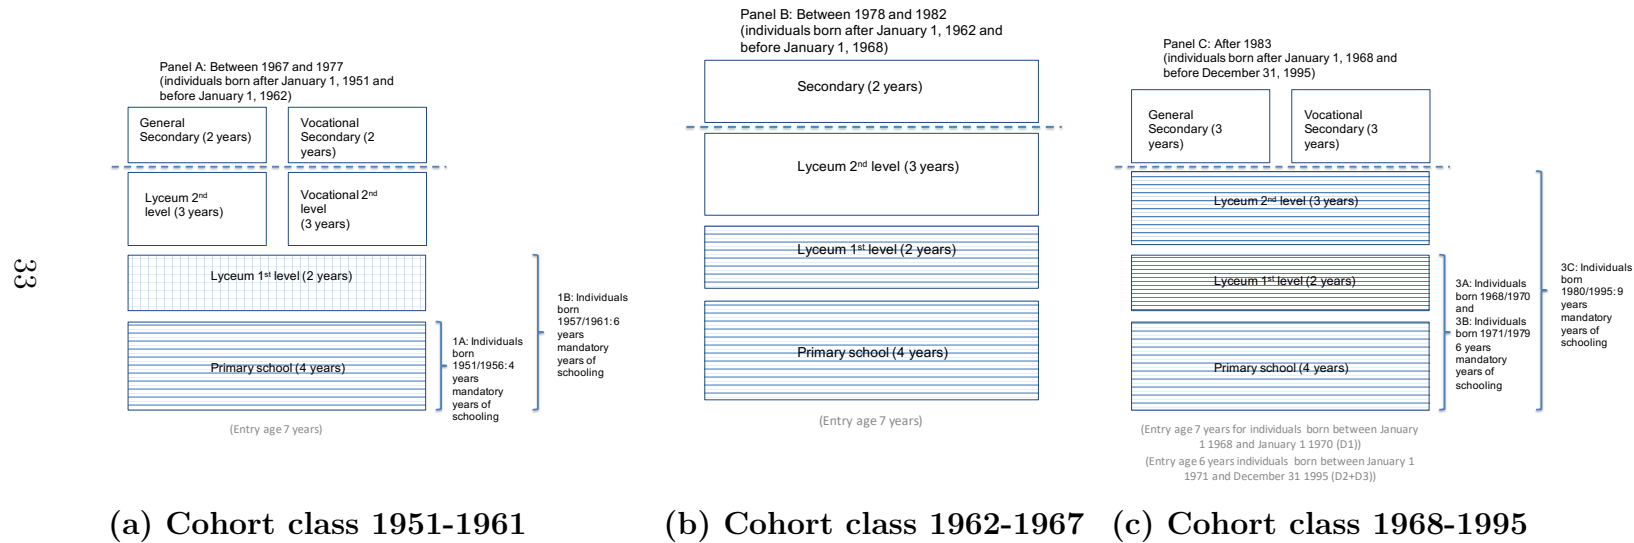 33
Panel A: Between 1967 and 1977
(individuals born after January 1, 1951 and
before January 1, 1962)
General
Secondary (2 years)
Vocational
Secondary (2
years)
Lyceum 2nd
level (3 years)
Vocational 2nd
level
(3 years)
Lyceum 1st level (2 years)
Primary school (4 years)
1A: Individuals
born
1951/1956: 4
years
mandatory
years of
schooling
1B: Individuals
born
1957/1961: 6
years
mandatory
years of
schooling
(Entry age 7 years)
(a) Cohort class 1951-1961
Panel B: Between 1978 and 1982
(individuals born after January 1, 1962 and
before January 1, 1968)
Secondary (2 years)
Lyceum 2nd level (3 years)
Lyceum 1st level (2 years)
Primary school (4 years)
(Entry age 7 years)
(b) Cohort class 1962-1967
Panel C: After 1983
(individuals born after January 1, 1968 and
before December 31, 1995)
General
Secondary (3
years)
Vocational
Secondary (3
years)
Lyceum 2nd level (3 years)
Lyceum 1st level (2 years)
Primary school (4 years)
3A: Individuals
born 1968/1970
and
3B: Individuals
born 1971/1979
6 years
mandatory
years of
schooling
3C: Individuals
born
1980/1995: 9
years
mandatory
years of
schooling
(Entry age 7 years for individuals born between January
1 1968 and January 1 1970 (D1))
(Entry age 6 years individuals born between January 1
1971 and December 31 1995 (D2+D3))
(c) Cohort class 1968-1995